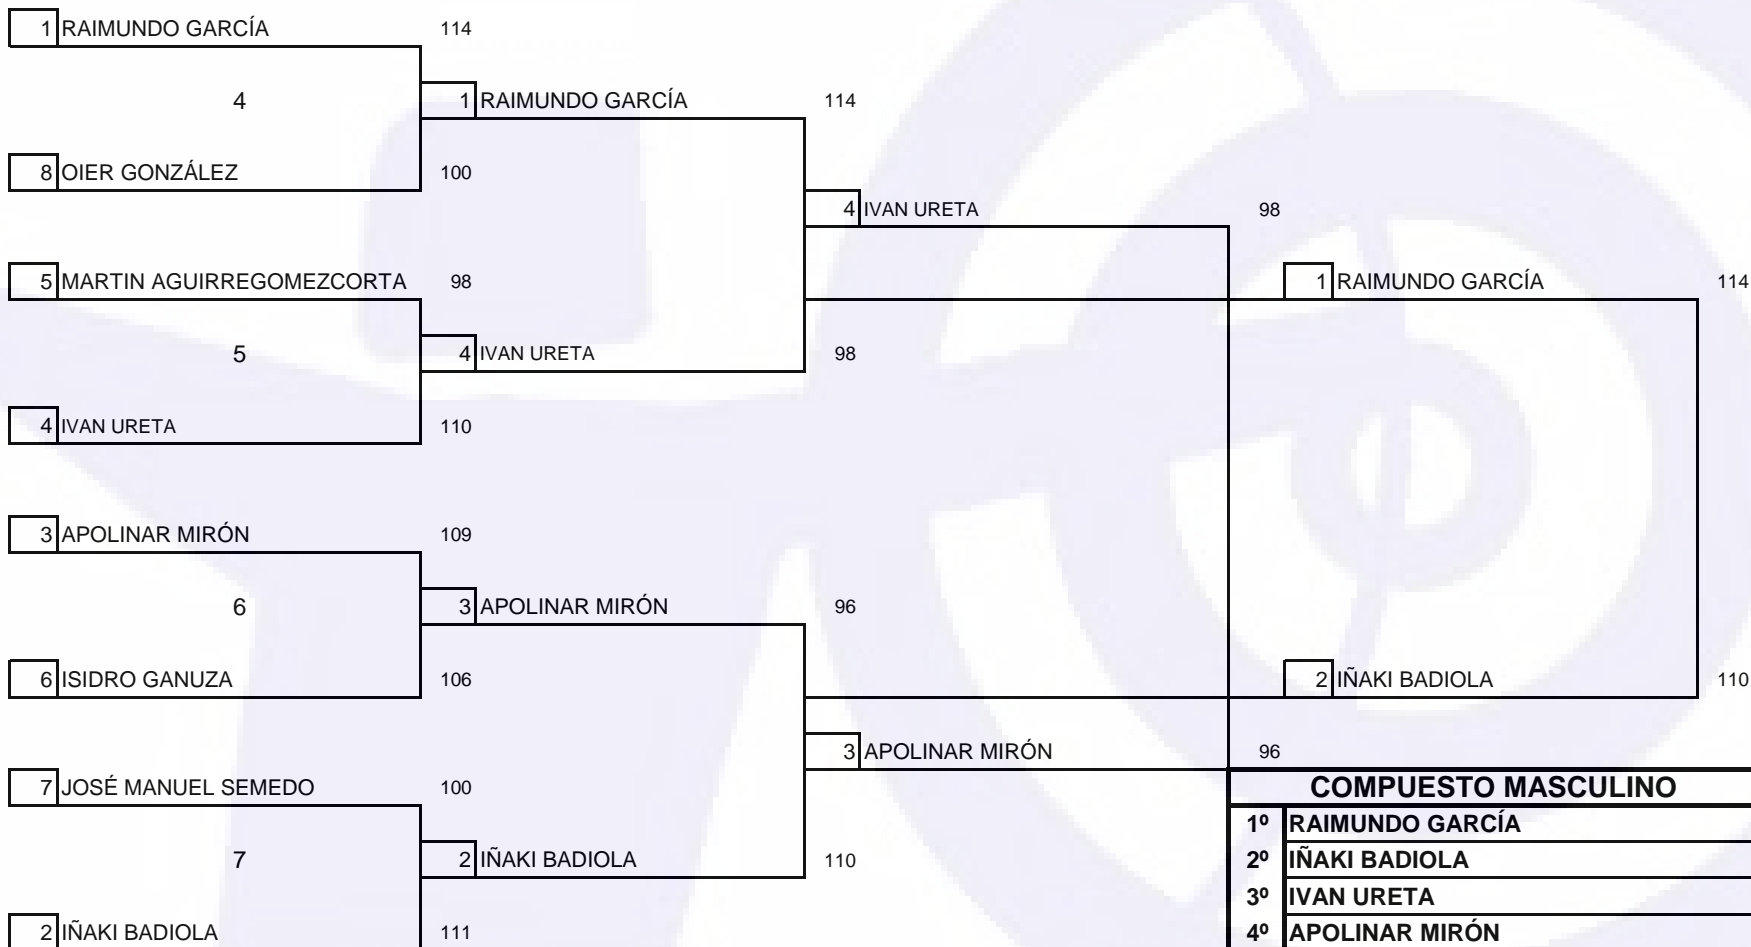 1 RAIMUNDO GARCÍA 114
4 1 RAIMUNDO GARCÍA 114
8 OIER GONZÁLEZ 100
4 IVAN URETA 98
5 MARTIN AGUIRREGOMEZCORTA 98 1 RAIMUNDO GARCÍA 114
5 4 IVAN URETA 98
4 IVAN URETA 110
3 APOLINAR MIRÓN 109
6 3 APOLINAR MIRÓN 96
6 ISIDRO GANUZA 106 2 IÑAKI BADIOLA 110
3 APOLINAR MIRÓN 96
7 JOSÉ MANUEL SEMEDO 100 COMPUESTO MASCULINO
1º RAIMUNDO GARCÍA
7 2 IÑAKI BADIOLA 110 2º IÑAKI BADIOLA
3º IVAN URETA
2 IÑAKI BADIOLA 111 4º APOLINAR MIRÓN